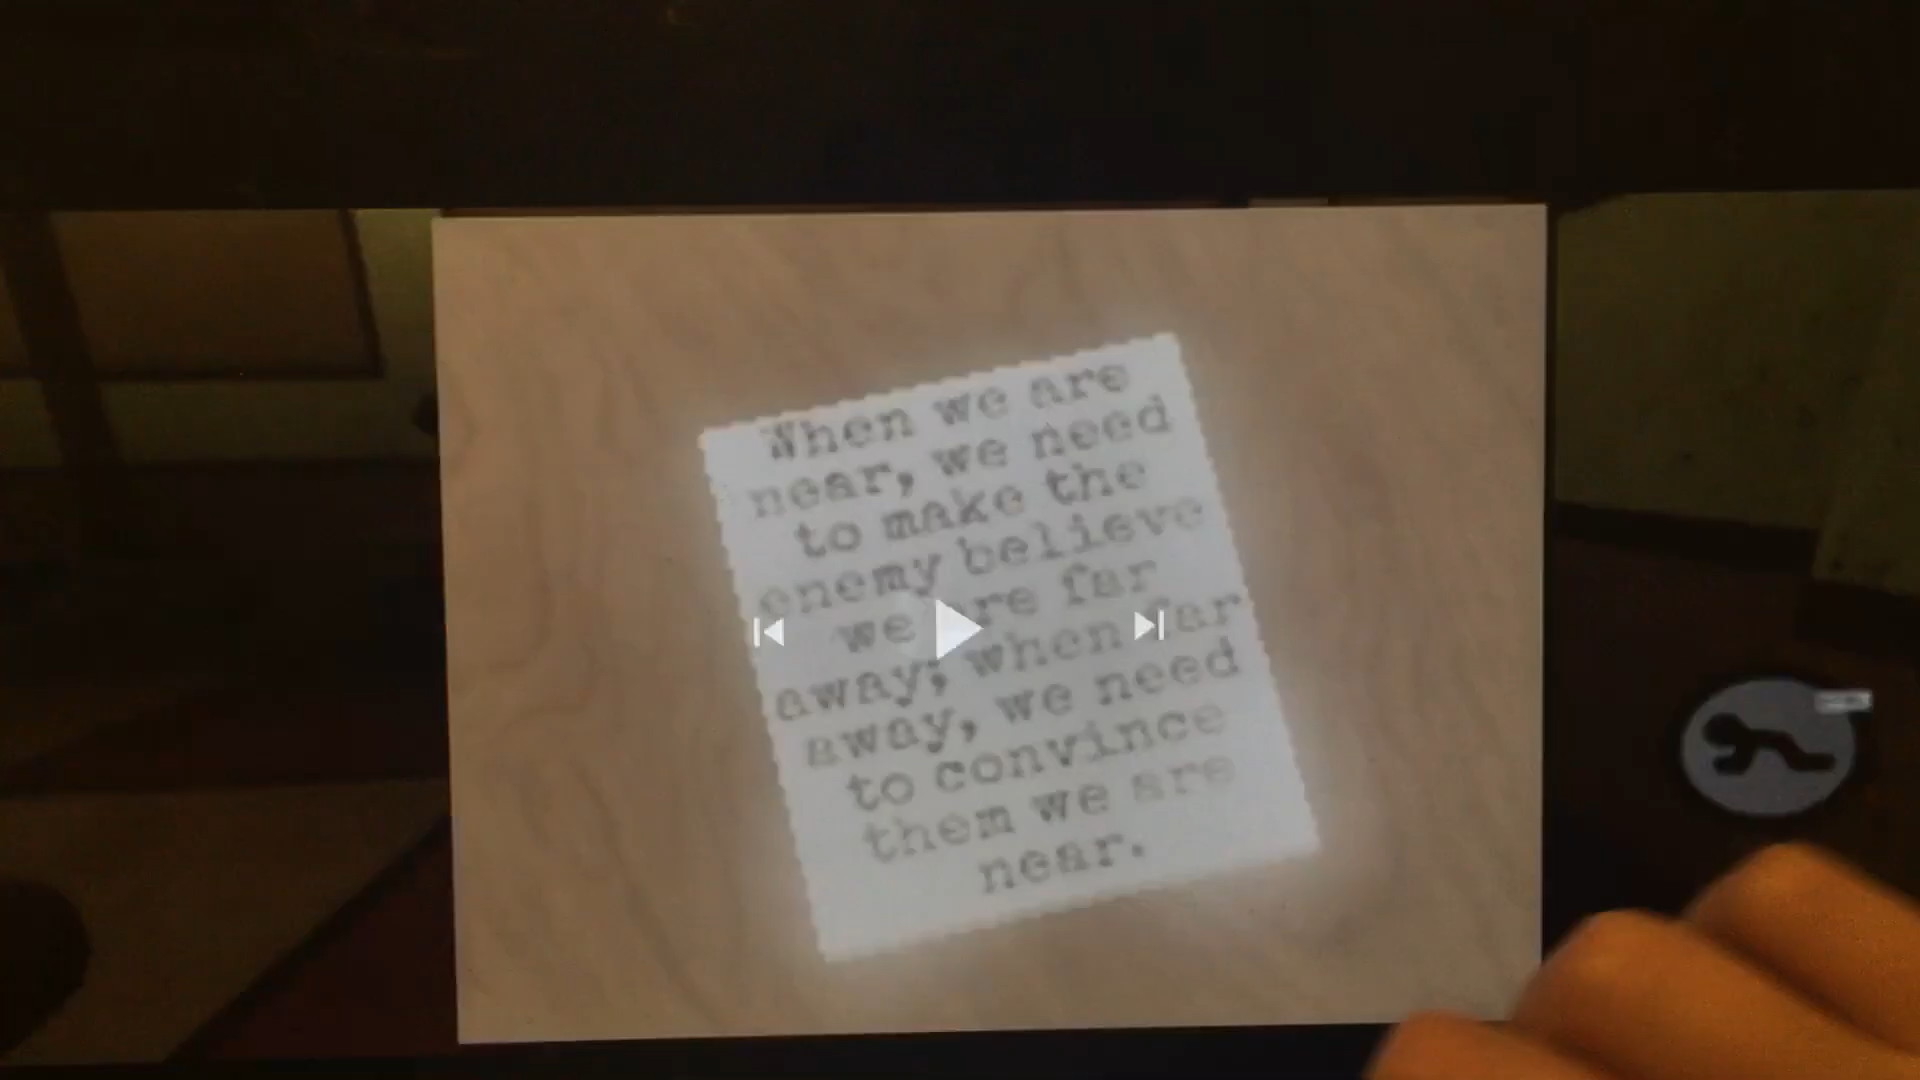 When we are
near, we need
to make the
enemy believe
we are far
away; when far
away, we need
to convince
them we are
near.